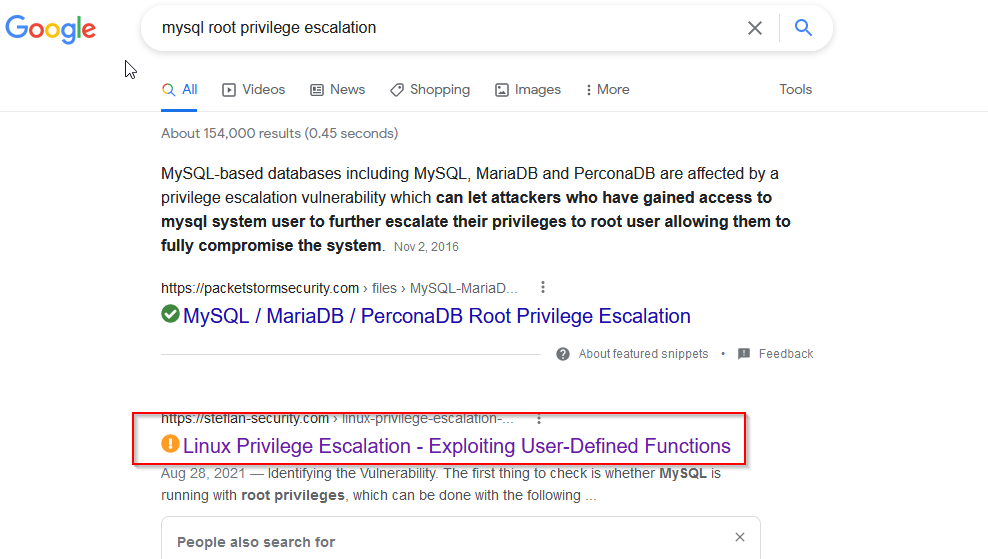 Google
mysql root privilege escalation
All Videos News Shopping Images More Tools
About 154,000 results (0.45 seconds)
MySQL-based databases including MySQL, MariaDB and PerconaDB are affected by a
privilege escalation vulnerability which can let attackers who have gained access to
mysql system user to further escalate their privileges to root user allowing them to
fully compromise the system. Nov 2, 2016
https://packetstormsecurity.com › files › MySQL-MariaD...
MySQL / MariaDB / PerconaDB Root Privilege Escalation
About featured snippets • Feedback
https://steflan-security.com › linux-privilege-escalation-...
Linux Privilege Escalation - Exploiting User-Defined Functions
Aug 28, 2021 — Identifying the Vulnerability. The first thing to check is whether MySQL is
running with root privileges, which can be done with the following ...
People also search for